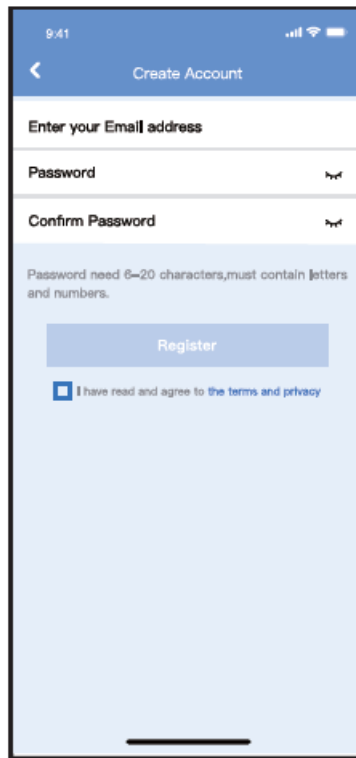 9:41
Create Account
Enter your Email address
Password
Confirm Password
Password need 6–20 characters,must contain letters
and numbers.
Register
I have read and agree to the terms and privacy